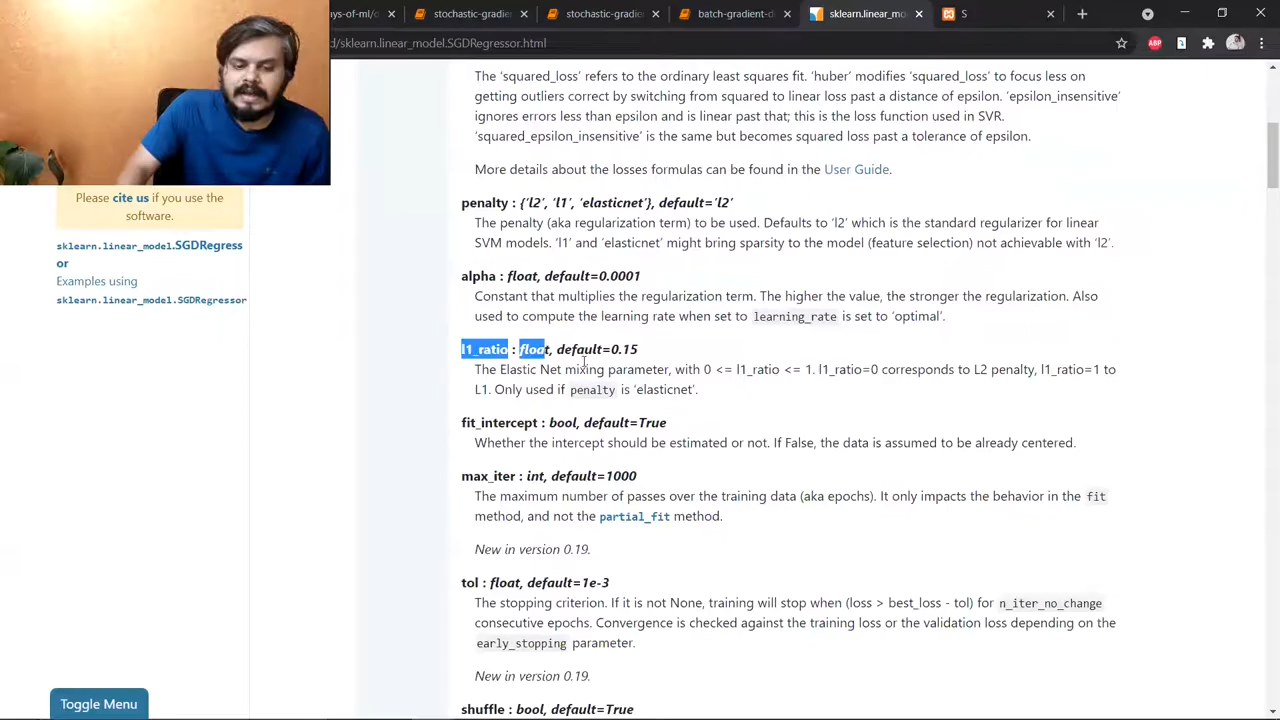 ays-of-ml/c
stochastic-gradien
stochastic-gradie
batch-gradient-d
sklearn.linear_mo
S
d/sklearn.linear_model.SGDRegressor.html
ABP
The 'squared_loss' refers to the ordinary least squares fit. 'huber' modifies 'squared_loss' to focus less on
getting outliers correct by switching from squared to linear loss past a distance of epsilon. 'epsilon_insensitive'
ignores errors less than epsilon and is linear past that; this is the loss function used in SVR.
'squared_epsilon_insensitive' is the same but becomes squared loss past a tolerance of epsilon.
More details about the losses formulas can be found in the User Guide.
Please cite us if you use the
software.
sklearn.linear_model.SGDRegress
or
Examples using
sklearn.linear_model.SGDRegressor
penalty : {'l2', 'l1', 'elasticnet'}, default='l2'
The penalty (aka regularization term) to be used. Defaults to 'l2' which is the standard regularizer for linear
SVM models. 'l1' and 'elasticnet' might bring sparsity to the model (feature selection) not achievable with 'l2'.
alpha : float, default=0.0001
Constant that multiplies the regularization term. The higher the value, the stronger the regularization. Also
used to compute the learning rate when set to learning_rate is set to 'optimal'.
l1_ratio : float, default=0.15
The Elastic Net mixing parameter, with 0 <= l1_ratio <= 1. l1_ratio=0 corresponds to L2 penalty, l1_ratio=1 to
L1. Only used if penalty is 'elasticnet'.
fit_intercept : bool, default=True
Whether the intercept should be estimated or not. If False, the data is assumed to be already centered.
max_iter : int, default=1000
The maximum number of passes over the training data (aka epochs). It only impacts the behavior in the fit
method, and not the partial_fit method.
New in version 0.19.
tol : float, default=1e-3
The stopping criterion. If it is not None, training will stop when (loss > best_loss - tol) for n_iter_no_change
consecutive epochs. Convergence is checked against the training loss or the validation loss depending on the
early_stopping parameter.
New in version 0.19.
shuffle : bool, default=True
Toggle Menu